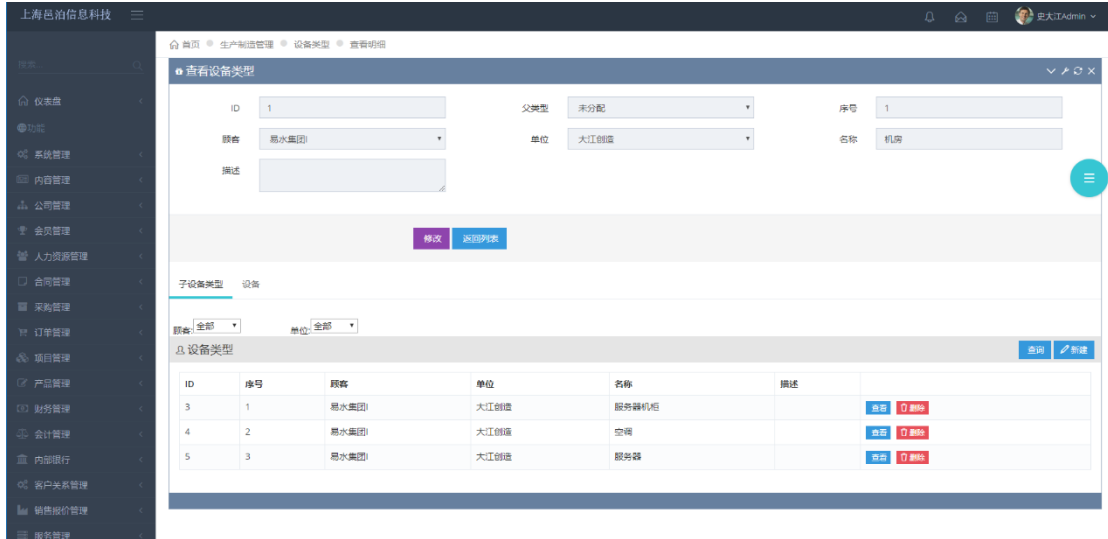 上海邑泊信息科技
史大江Admin
首页 生产制造管理 设备类型 查看明细
搜索...
查看设备类型
ID 1 父类型 未分配 序号 1
顾客 易水集团I 单位 大江创造 名称 机房
描述
修改 返回列表
子设备类型 设备
顾客: 全部 单位: 全部
设备类型 查询 新建
ID 序号 顾客 单位 名称 描述
3 1 易水集团I 大江创造 服务器机柜 查看 删除
4 2 易水集团I 大江创造 空调 查看 删除
5 3 易水集团I 大江创造 服务器 查看 删除
仪表盘
功能
系统管理
内容管理
公司管理
会员管理
人力资源管理
合同管理
采购管理
订单管理
项目管理
产品管理
财务管理
会计管理
内部银行
客户关系管理
销售报价管理
服务管理